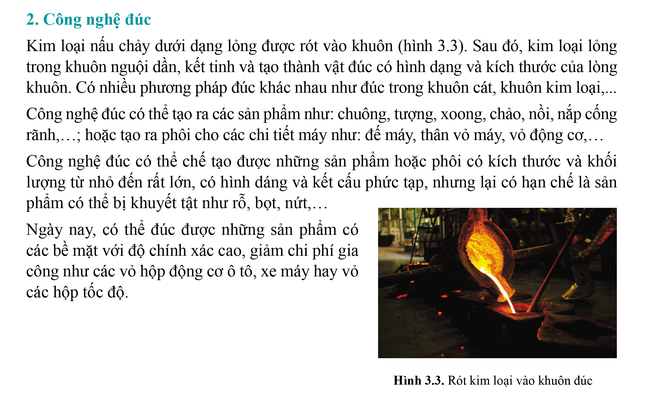 2. Công nghệ đúc
Kim loại nấu chảy dưới dạng lỏng được rót vào khuôn (hình 3.3). Sau đó, kim loại lỏng
trong khuôn nguội dần, kết tinh và tạo thành vật đúc có hình dạng và kích thước của lòng
khuôn. Có nhiều phương pháp đúc khác nhau như đúc trong khuôn cát, khuôn kim loại,...
Công nghệ đúc có thể tạo ra các sản phẩm như: chuông, tượng, xoong, chảo, nồi, nắp cống
rãnh,…; hoặc tạo ra phôi cho các chi tiết máy như: đế máy, thân vỏ máy, vỏ động cơ,…
Công nghệ đúc có thể chế tạo được những sản phẩm hoặc phôi có kích thước và khối
lượng từ nhỏ đến rất lớn, có hình dáng và kết cấu phức tạp, nhưng lại có hạn chế là sản
phẩm có thể bị khuyết tật như rỗ, bọt, nứt,…
Ngày nay, có thể đúc được những sản phẩm có
các bề mặt với độ chính xác cao, giảm chi phí gia
công như các vỏ hộp động cơ ô tô, xe máy hay vỏ
các hộp tốc độ.
Hình 3.3. Rót kim loại vào khuôn đúc